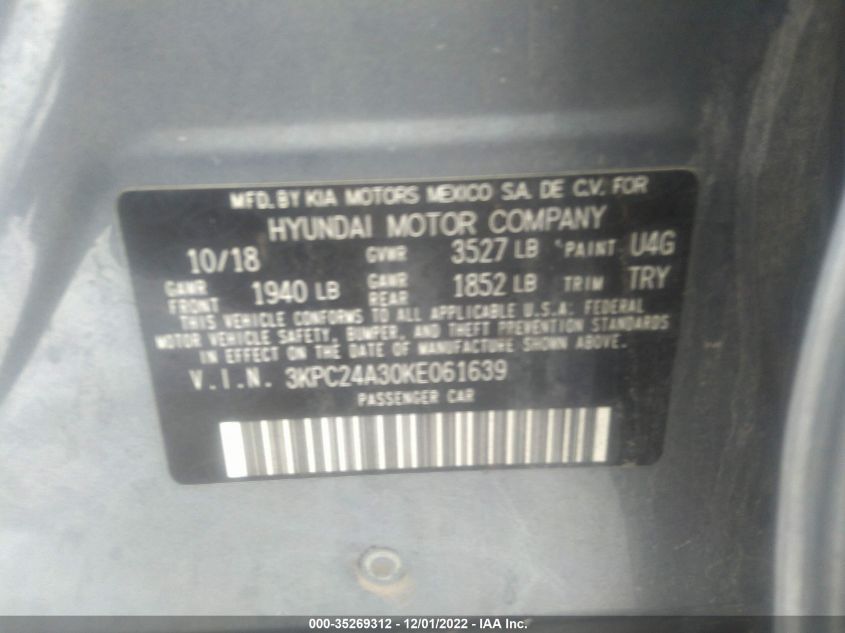 MFD. BY KIA MOTORS MEXICO S.A. DE C.V. FOR
HYUNDAI MOTOR COMPANY
10/18 GVWR 3527 LB PAINT U4G
GAWR FRONT 1940 LB GAWR REAR 1852 LB TRIM TRY
THIS VEHICLE CONFORMS TO ALL APPLICABLE U.S.A. FEDERAL
MOTOR VEHICLE SAFETY, BUMPER, AND THEFT PREVENTION STANDARDS
IN EFFECT ON THE DATE OF MANUFACTURE SHOWN ABOVE.
V.I.N. 3KPC24A30KE061639
PASSENGER CAR
000-35269312 - 12/01/2022 - IAA Inc.